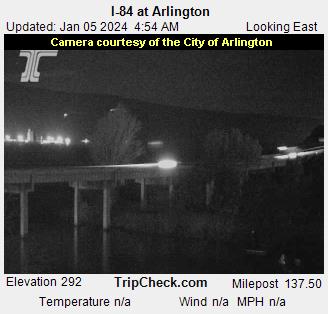 I-84 at Arlington
Updated: Jan 05 2024 4:54 AM Looking East
Camera courtesy of the City of Arlington
Elevation 292 TripCheck.com Milepost 137.50
Temperature n/a Wind n/a MPH n/a